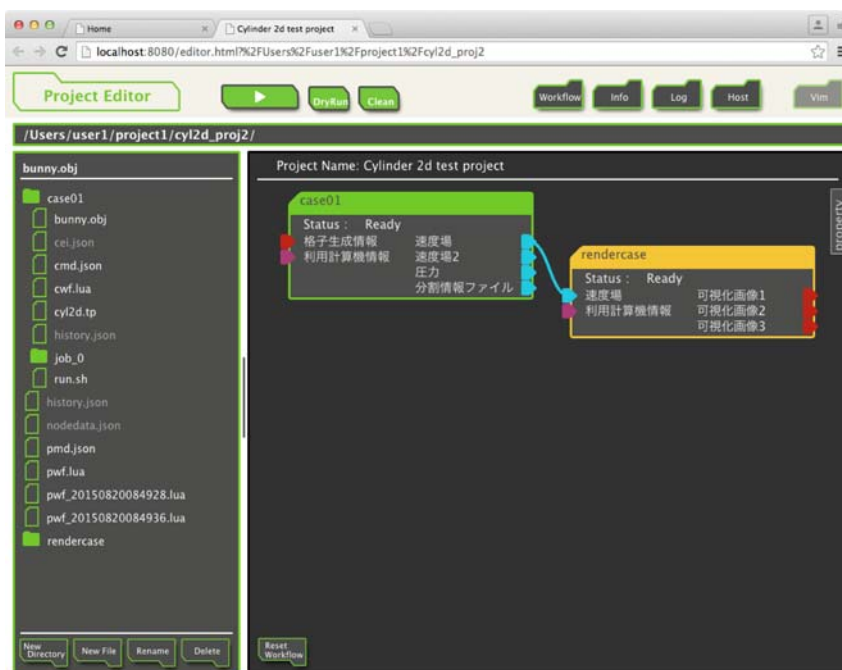 Home
Cylinder 2d test project
localhost:8080/editor.html?%2FUsers%2Fuser1%2Fproject1%2Fcyl2d_proj2
Project Editor
DryRun
Clean
Workflow
Info
Log
Host
Vim
/Users/user1/project1/cyl2d_proj2/
bunny.obj
case01
bunny.obj
cei.json
cmd.json
cwf.lua
cyl2d.tp
history.json
job_0
run.sh
history.json
nodedata.json
pmd.json
pwf.lua
pwf_20150820084928.lua
pwf_20150820084936.lua
rendercase
New
Directory
New File
Rename
Delete
Project Name: Cylinder 2d test project
property
case01
Status : Ready
格子生成情報 速度場
利用計算機情報 速度場2
圧力
分割情報ファイル
rendercase
Status : Ready
速度場 可視化画像1
利用計算機情報 可視化画像2
可視化画像3
Reset
Workflow